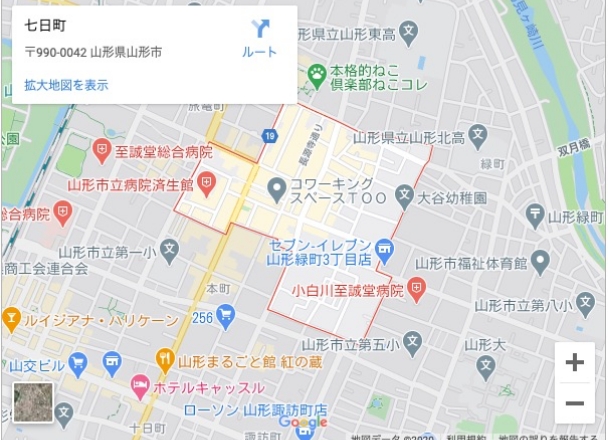 七日町
〒990-0042 山形県山形市
ルート
拡大地図を表示
山形県立山形東高
本格的ねこ
倶楽部ねこコレ
旅篭町
19
山形県立山形北高
至誠堂総合病院
緑町
双月橋
山形市立病院済生館
コワーキング
スペースTOO
大谷幼稚園
総合病院
山形緑町
セブン-イレブン
山形緑町3丁目店
山形市立第一小
山形市福祉体育館
商工会連合会
本町
小白川至誠堂病院
山形市立第八小
ルイジアナ・ハリケーン
256
山形市立第五小
山形大
山交ビル
山形まるごと館 紅の蔵
ホテルキャッスル
ローソン 山形諏訪町店
十日町
諏訪町
Google
地図データ ©2020
利用規約
地図の誤りを報告する